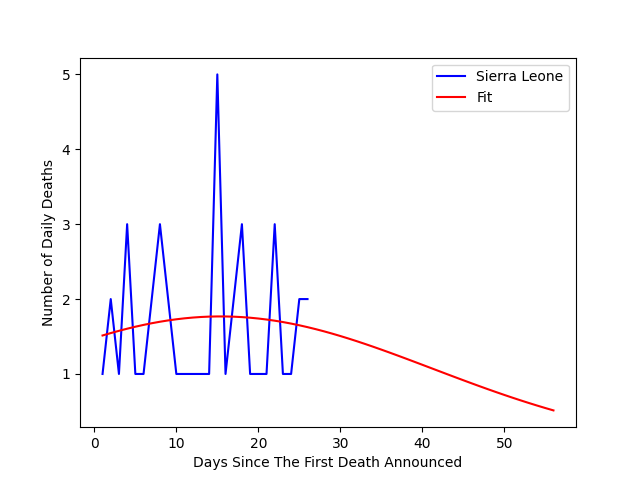 Sierra Leone
Fit
Number of Daily Deaths
5
4
3
2
1
0 10 20 30 40 50
Days Since The First Death Announced